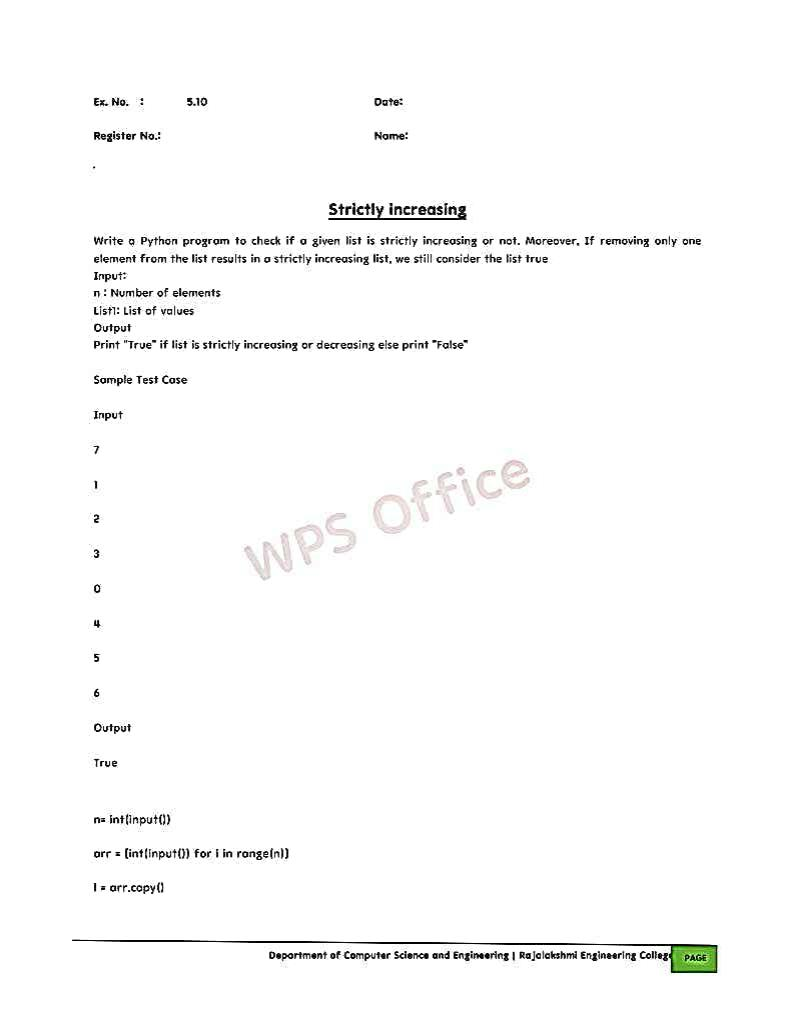 Ex. No. : 5.10 Date:
Register No.: Name:
.
Strictly increasing
Write a Python program to check if a given list is strictly increasing or not. Moreover, If removing only one
element from the list results in a strictly increasing list, we still consider the list true
Input:
n : Number of elements
List1: List of values
Output
Print "True" if list is strictly increasing or decreasing else print "False"
Sample Test Case
Input
7
1
2
3
0
4
5
6
Output
True
WPS Office
n= int(input())
arr = [int(input()) for i in range(n)]
l = arr.copy()
Department of Computer Science and Engineering | Rajalakshmi Engineering College PAGE